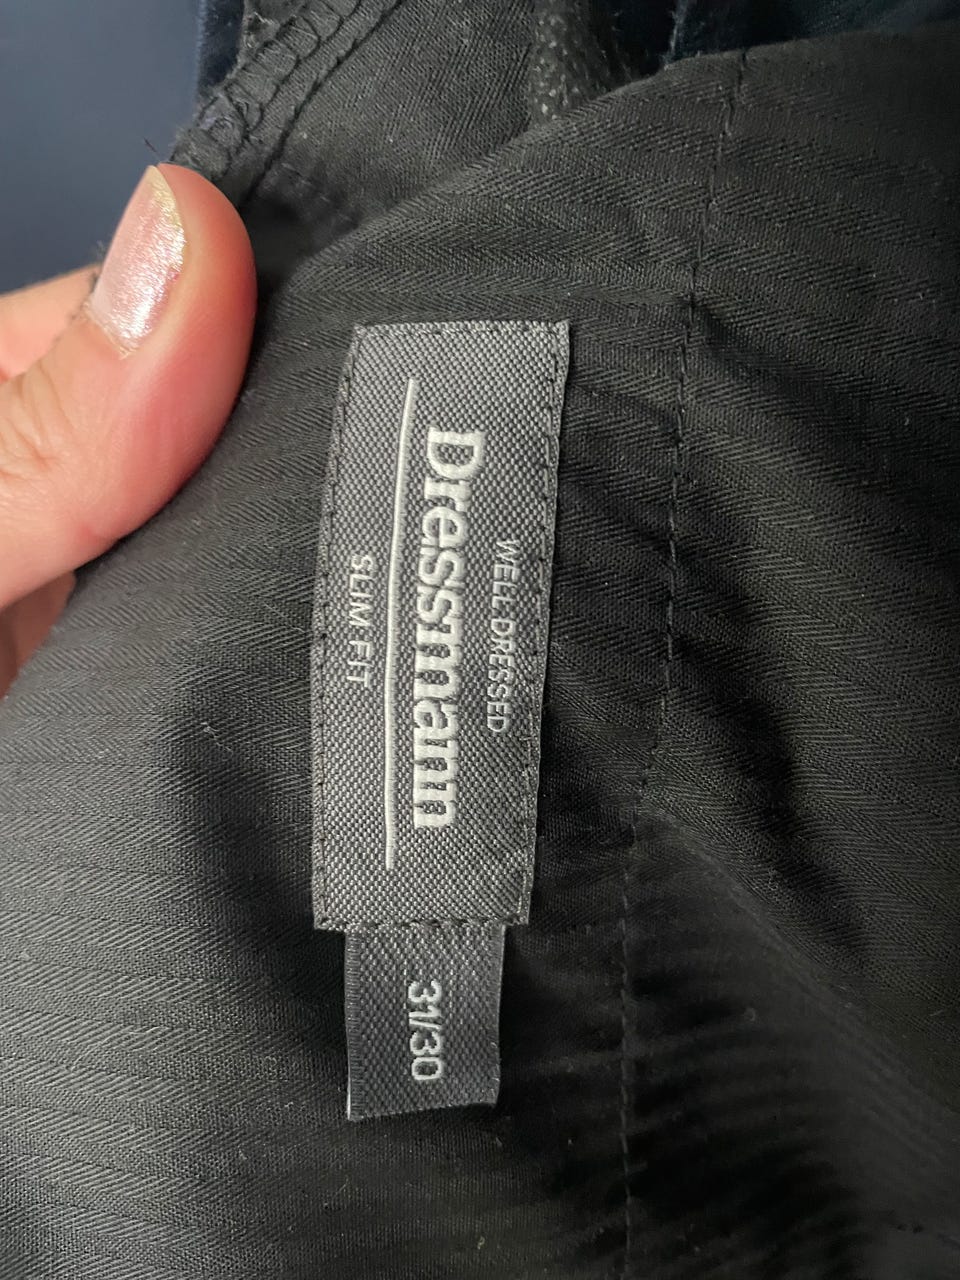 WELL DRESSED
Dressmann
SLIM FIT
31/30